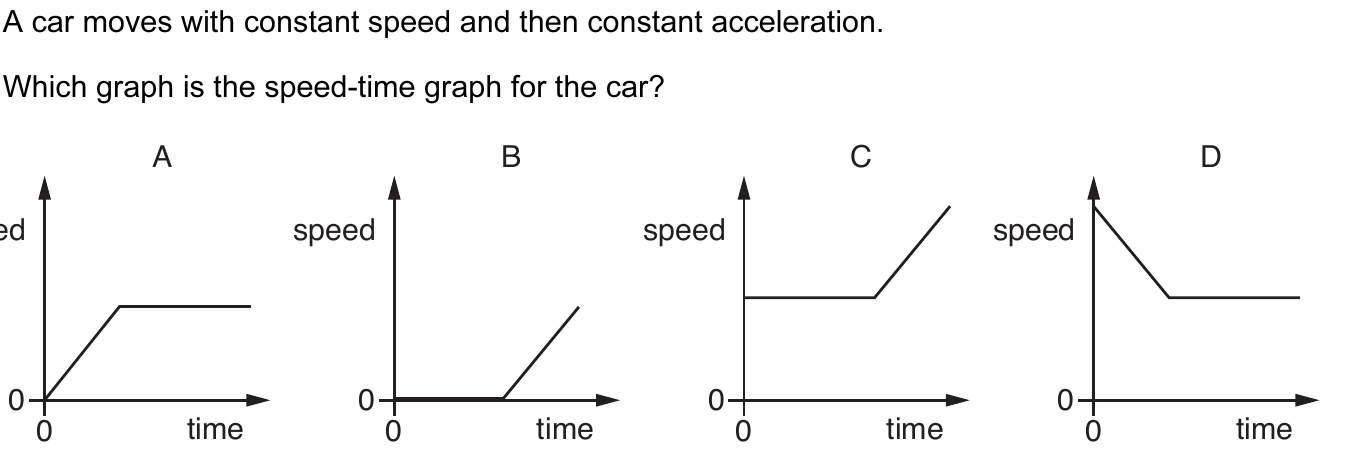 A car moves with constant speed and then constant acceleration.
Which graph is the speed-time graph for the car?
A B C D
ed speed speed speed
0 0 0 0
0 time 0 time 0 time 0 time